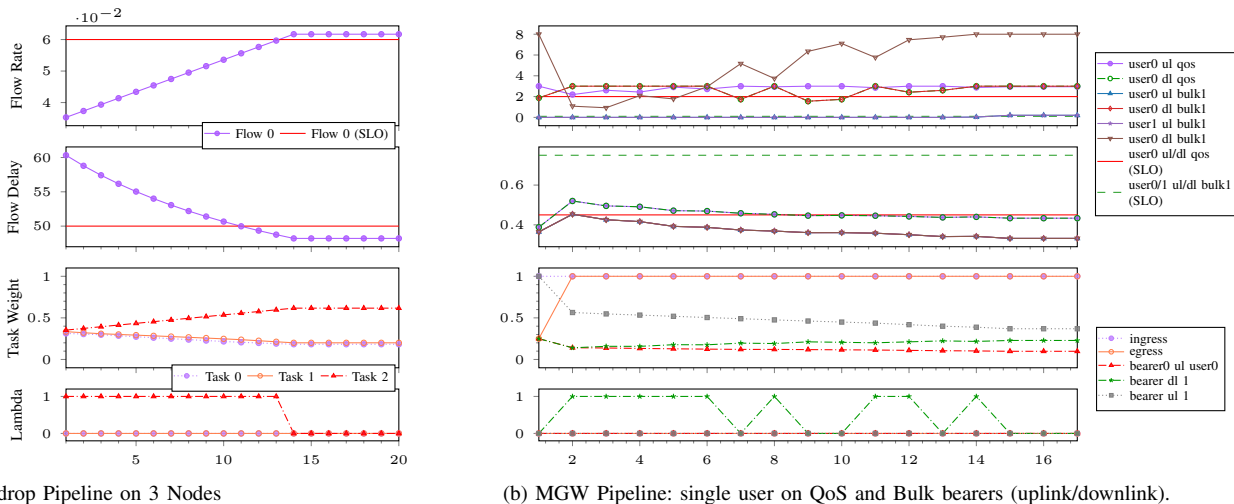 ·10⁻²
Flow Rate
6
4
Flow 0
Flow 0 (SLO)
Flow Delay
60
55
50
Task Weight
1
0.5
0
Task 0
Task 1
Task 2
Lambda
1
0
5
10
15
20
drop Pipeline on 3 Nodes
8
6
4
2
0
user0 ul qos
user0 dl qos
user0 ul bulk1
user0 dl bulk1
user1 ul bulk1
user0 dl bulk1
user0 ul/dl qos
(SLO)
user0/1 ul/dl bulk1
(SLO)
0.6
0.4
1
0.5
0
ingress
egress
bearer0 ul user0
bearer dl 1
bearer ul 1
1
0
2
4
6
8
10
12
14
16
(b) MGW Pipeline: single user on QoS and Bulk bearers (uplink/downlink).